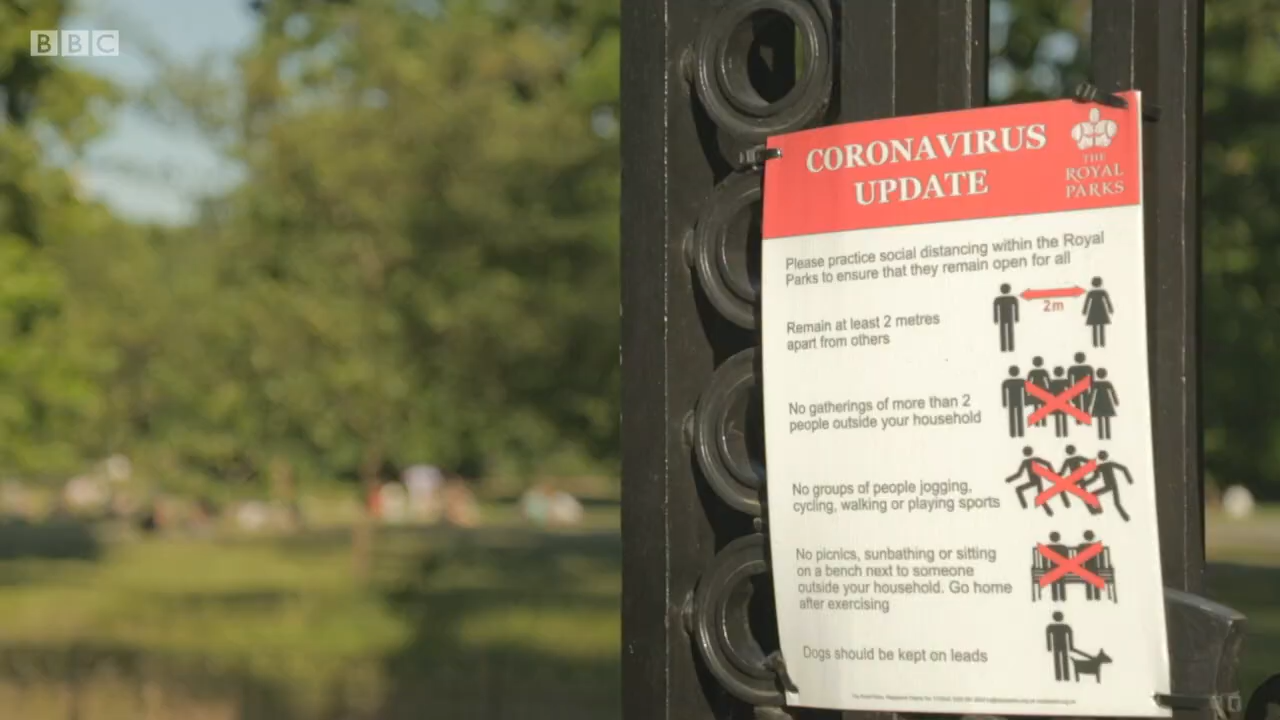 BBC
CORONAVIRUS
UPDATE
THE
ROYAL
PARKS
Please practice social distancing within the Royal
Parks to ensure that they remain open for all
2m
Remain at least 2 metres
apart from others
No gatherings of more than 2
people outside your household
No groups of people jogging,
cycling, walking or playing sports
No picnics, sunbathing or sitting
on a bench next to someone
outside your household. Go home
after exercising
Dogs should be kept on leads